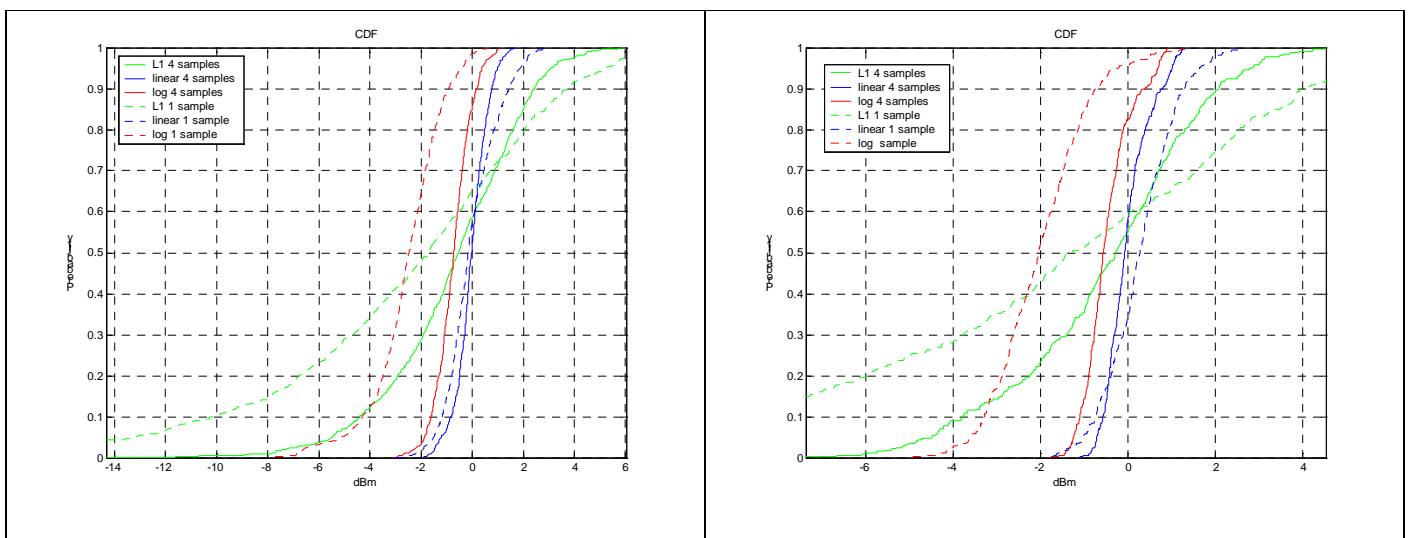 CDF
L1 4 samples
linear 4 samples
log 4 samples
L1 1 sample
linear 1 sample
log 1 sample
1
0.9
0.8
0.7
0.6
0.5
0.4
0.3
0.2
0.1
0
-14
-12
-10
-8
-6
-4
-2
0
2
4
6
dBm
CDF
L1 4 samples
linear 4 samples
log 4 samples
L1 1 sample
linear 1 sample
log sample
1
0.9
0.8
0.7
0.6
0.5
0.4
0.3
0.2
0.1
0
-6
-4
-2
0
2
4
dBm